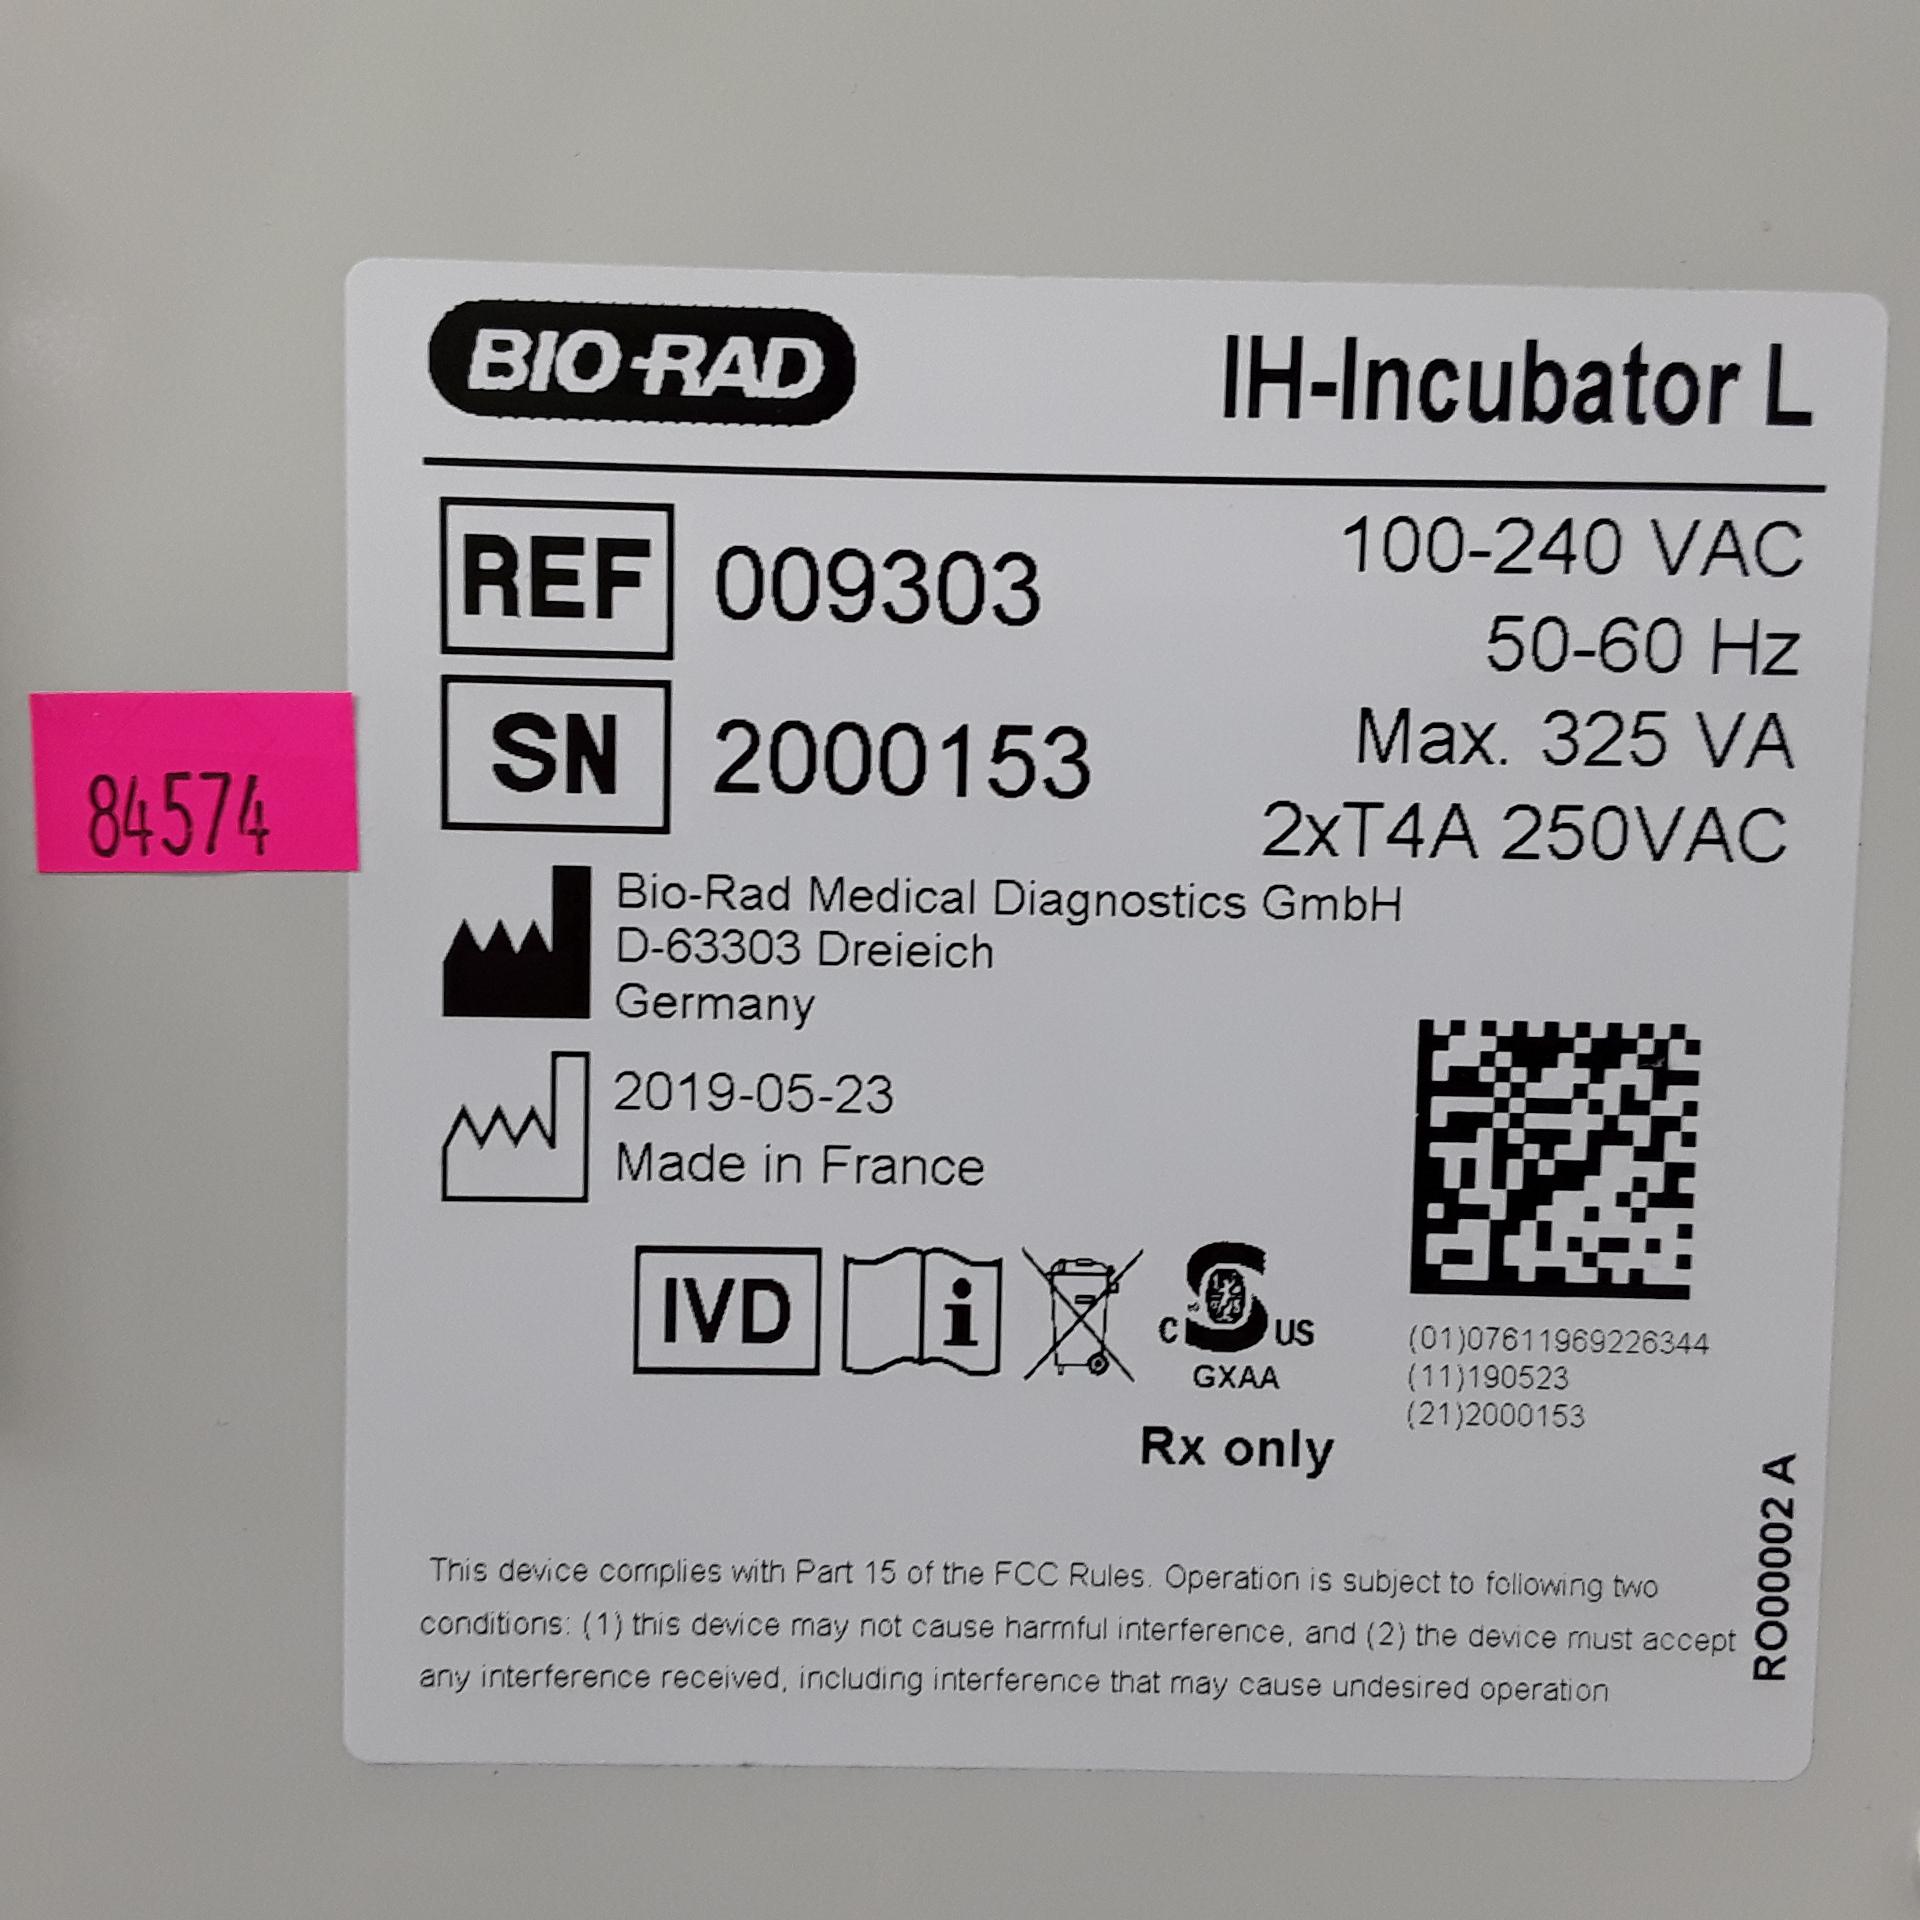 BIO-RAD
IH-Incubator L
REF 009303
100-240 VAC
50-60 Hz
SN 2000153
Max. 325 VA
2xT4A 250VAC
84574
Bio-Rad Medical Diagnostics GmbH
D-63303 Dreieich
Germany
2019-05-23
Made in France
IVD
i
C US
GXAA
Rx only
(01)07611969226344
(11)190523
(21)2000153
RO00002 A
This device complies with Part 15 of the FCC Rules. Operation is subject to following two
conditions: (1) this device may not cause harmful interference, and (2) the device must accept
any interference received, including interference that may cause undesired operation